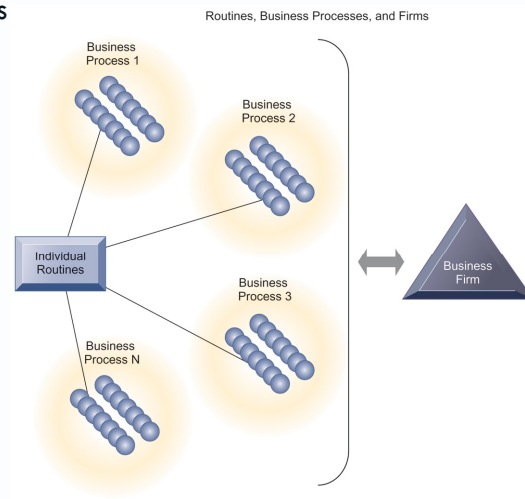 S
Routines, Business Processes, and Firms
Business
Process 1
Business
Process 2
Individual
Routines
Business
Firm
Business
Process 3
Business
Process N